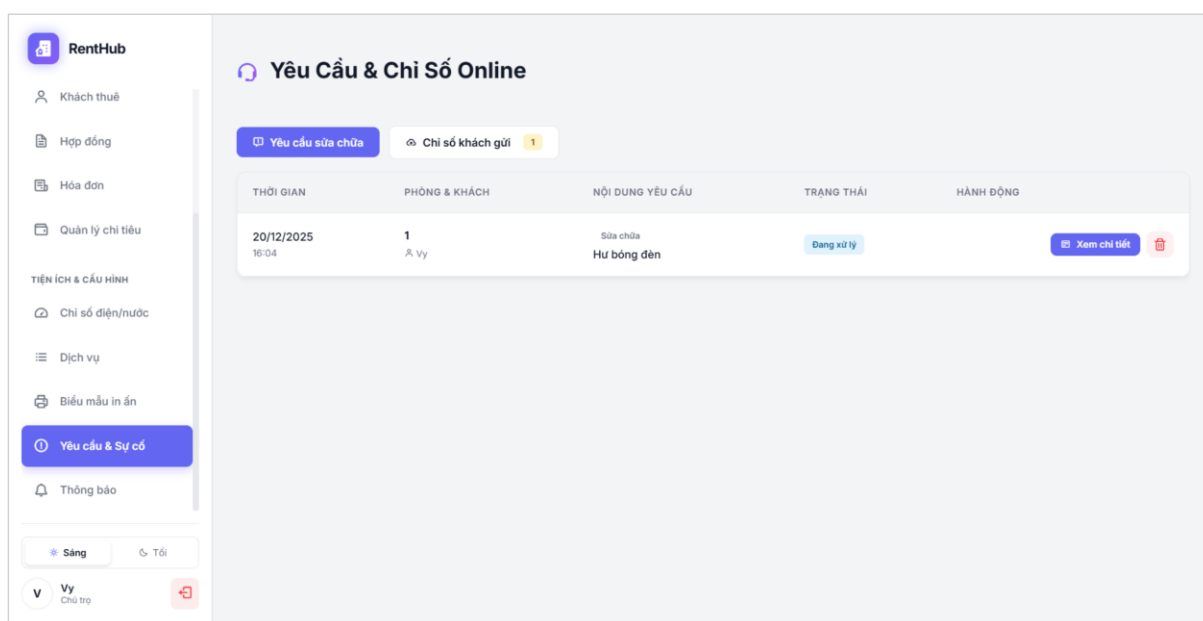 RentHub
Khách thuê
Hợp đồng
Hóa đơn
Quản lý chi tiêu
TIỆN ÍCH & CẤU HÌNH
Chỉ số điện/nước
Dịch vụ
Biểu mẫu in ấn
Yêu cầu & Sự cố
Thông báo
Sáng Tối
V Vy
Chủ trọ
Yêu Cầu & Chỉ Số Online
Yêu cầu sửa chữa Chỉ số khách gửi 1
THỜI GIAN PHÒNG & KHÁCH NỘI DUNG YÊU CẦU TRẠNG THÁI HÀNH ĐỘNG
20/12/2025 1 Sửa chữa
16:04 Vy Hư bóng đèn Đang xử lý Xem chi tiết